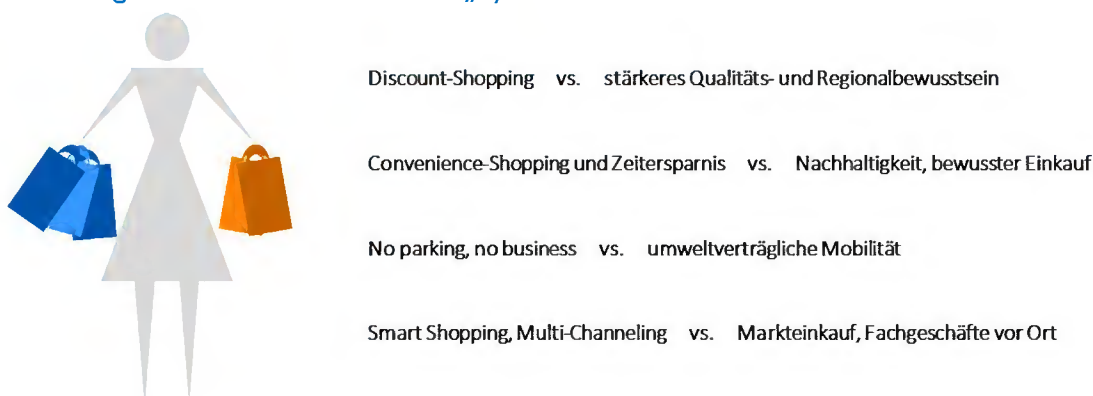 Discount-Shopping vs. stärkeres Qualitäts- und Regionalbewusstsein
Convenience-Shopping und Zeitersparnis vs. Nachhaltigkeit, bewusster Einkauf
No parking, no business vs. umweltverträgliche Mobilität
Smart Shopping, Multi-Channeling vs. Markteinkauf, Fachgeschäfte vor Ort